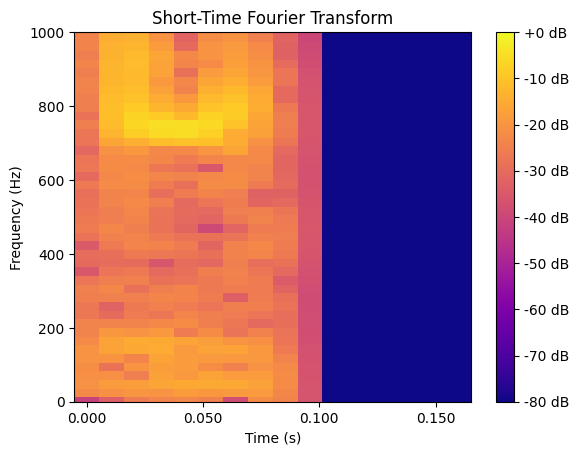 Short-Time Fourier Transform
1000
800
600
400
200
0
Frequency (Hz)
0.000
0.050
0.100
0.150
Time (s)
+0 dB
-10 dB
-20 dB
-30 dB
-40 dB
-50 dB
-60 dB
-70 dB
-80 dB